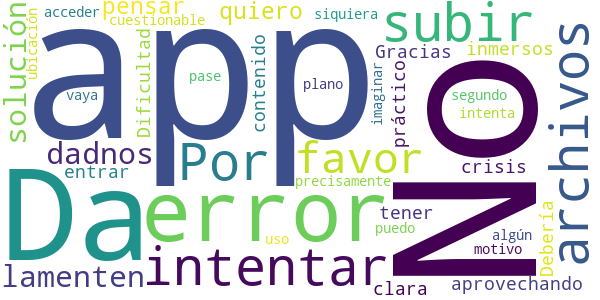 acceder
pensar
quiero
siquiera
subir
cuestionable
Gracias
inmersos
solución
ubicación
app
Dificultad
contenido
pase
plano
imaginar
práctico
No
segundo
intenta
archivos
vaya
dadnos
Por
favor
crisis
entrar
Da
error
precisamente
tener
puedo
algún
motivo
Debería
lamenten
intentar
uso
clara
aprovechando